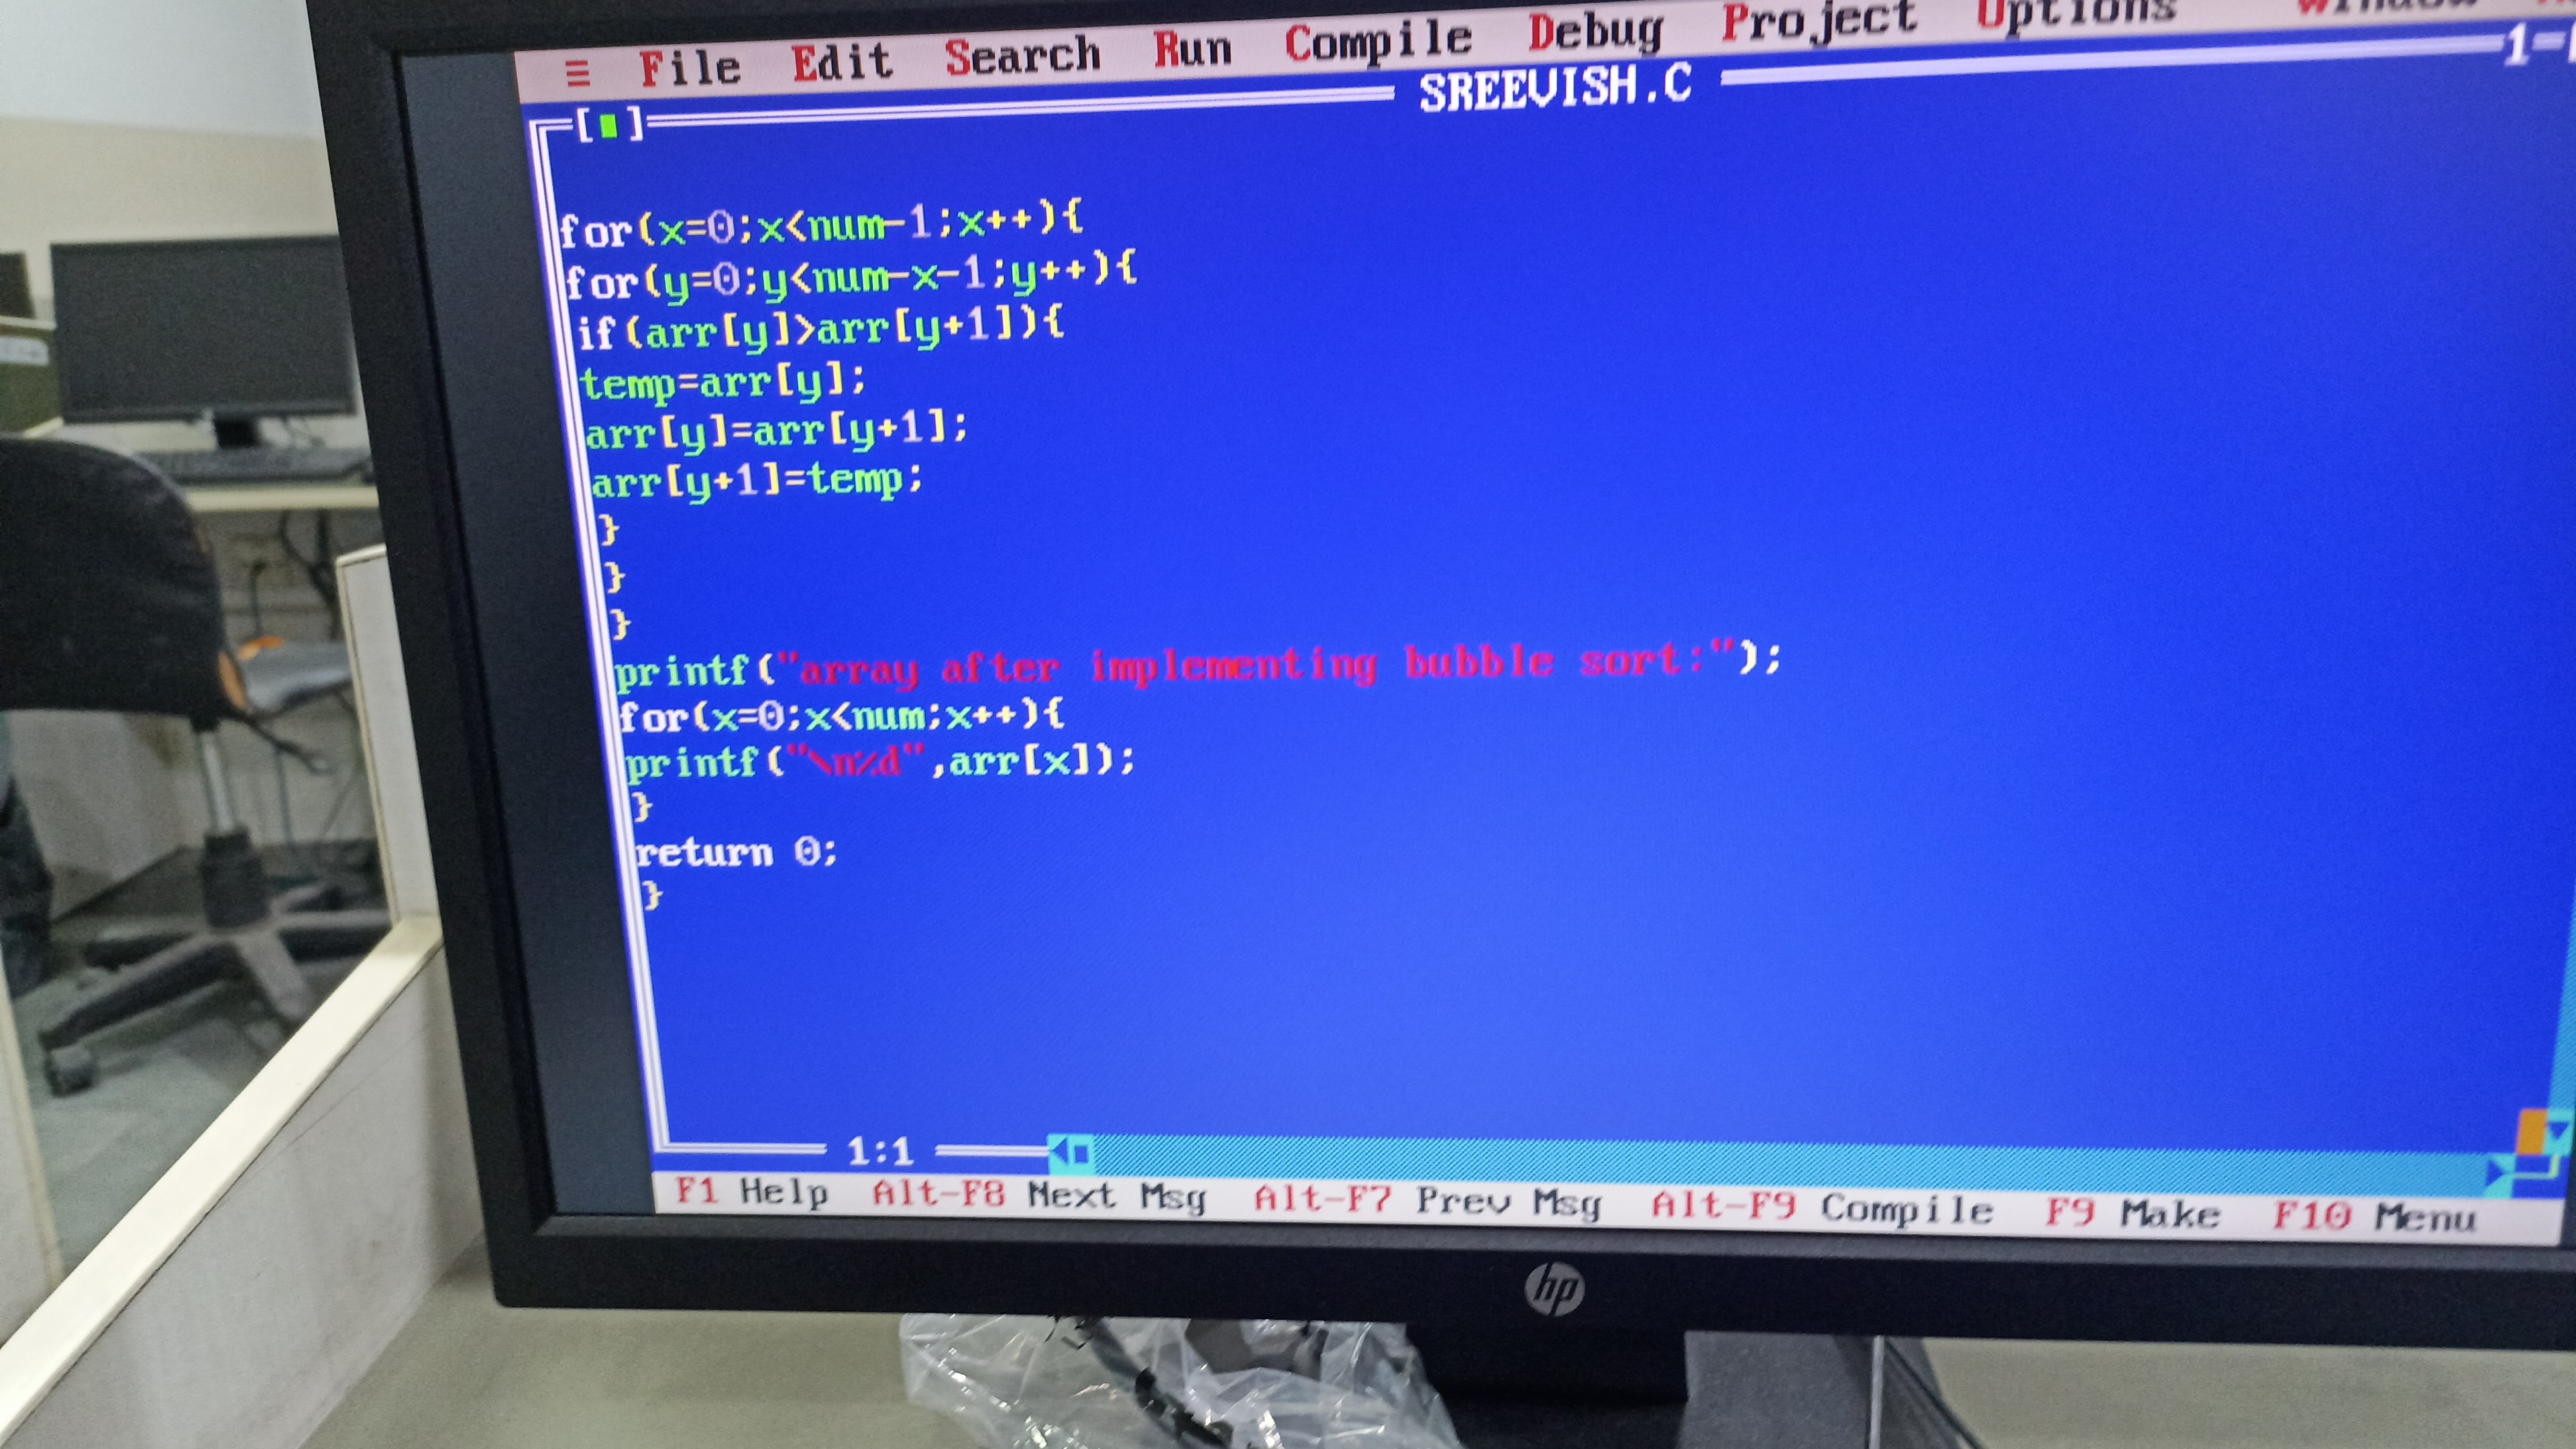 ≡ File Edit Search Run Compile Debug Project Options
SREEVISH.C 1=[
[■]
for(x=0;x<num-1;x++){
for(y=0;y<num-x-1;y++){
if(arr[y]>arr[y+1]){
temp=arr[y];
arr[y]=arr[y+1];
arr[y+1]=temp;
}
}
}
printf("array after implementing bubble sort:");
for(x=0;x<num;x++){
printf("\n%d",arr[x]);
}
return 0;
}
1:1
F1 Help Alt-F8 Next Msg Alt-F7 Prev Msg Alt-F9 Compile F9 Make F10 Menu
hp